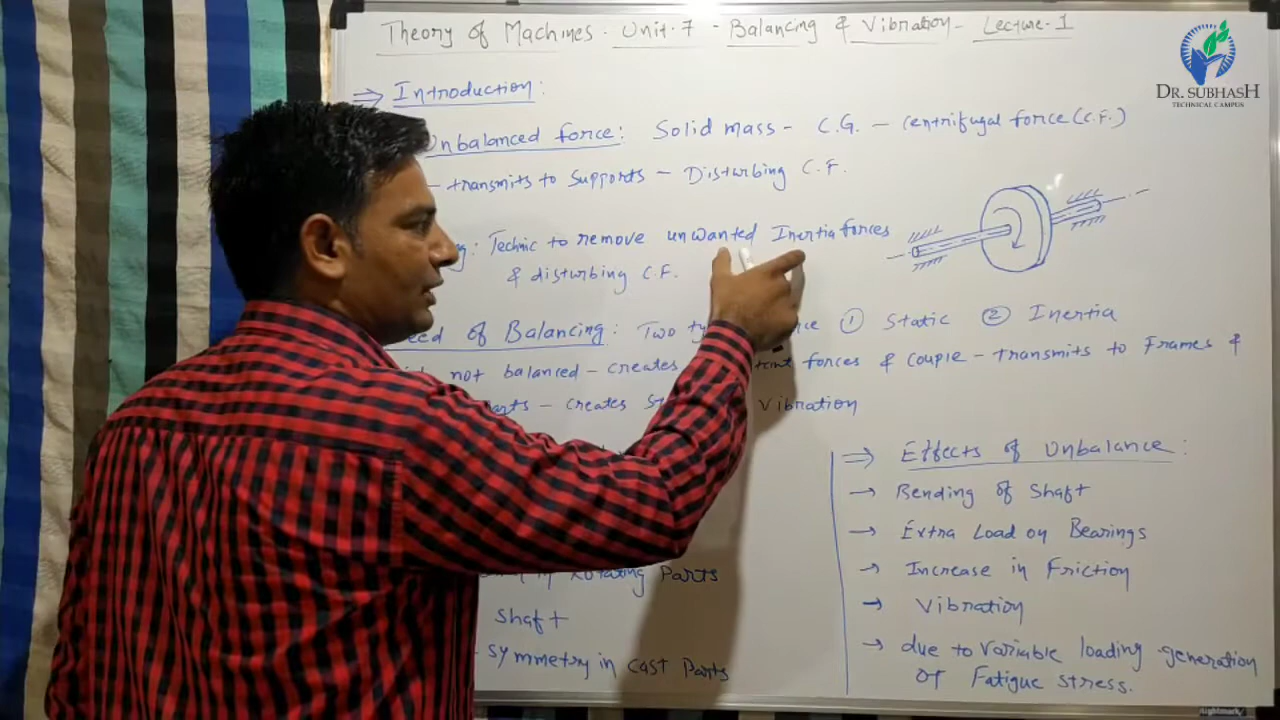 Theory of Machines - Unit-7 - Balancing & Vibration - Lecture-1
DR. SUBHASH
TECHNICAL CAMPUS
⇒ Introduction:
Unbalanced force: Solid mass - C.G. - centrifugal force (C.F.)
- transmits to Supports - Disturbing C.F.
: Technic to remove unwanted Inertia forces
& disturbing C.F.
of Balancing: Two ① Static ② Inertia
not balanced - creates forces & couple - transmits to Frames &
- creates Vibration
Rotating Parts
Shaft
- symmetry in cast Parts
⇒ Effects of Unbalance:
→ Bending of Shaft
→ Extra Load on Bearings
→ Increase in Friction
→ Vibration
→ due to variable loading generation
of Fatigue stress.